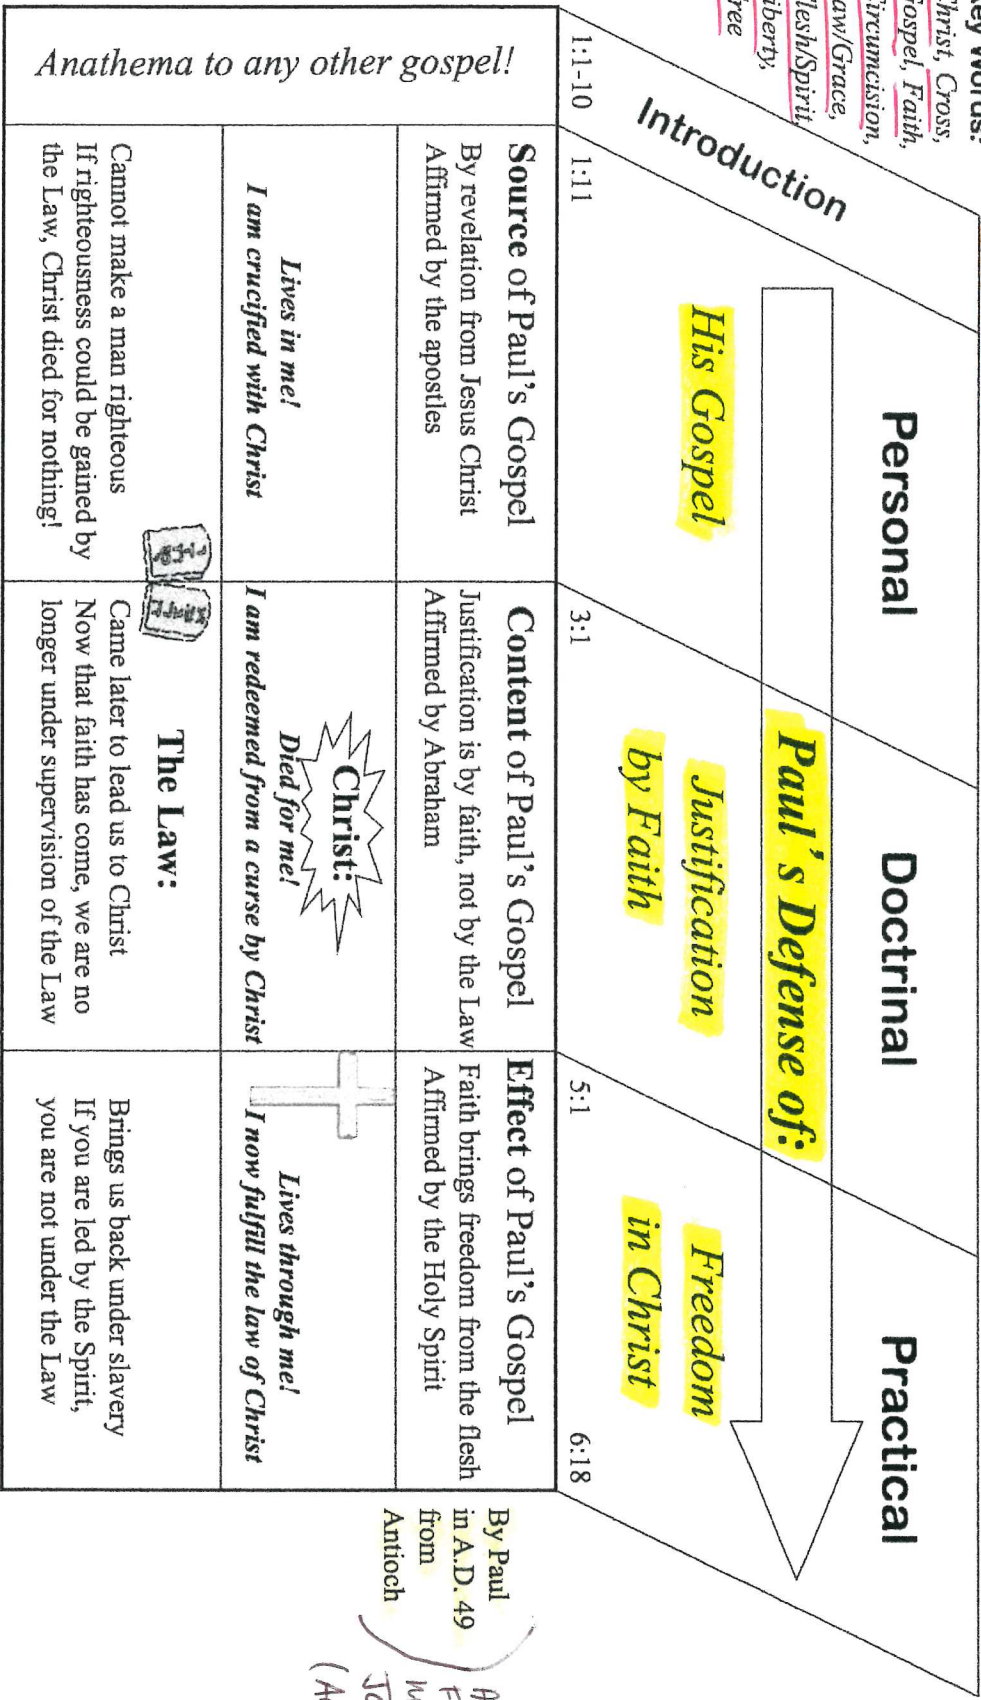 Christ, Cross,
Gospel, Faith,
Circumcision,
Law/Grace,
Flesh/Spirit,
Liberty,
Free
Introduction
Personal
Doctrinal
Practical
Paul's Defense of:
His Gospel
Justification
by Faith
Freedom
in Christ
1:1-10
1:11
3:1
5:1
6:18
Anathema to any other gospel!
Source of Paul's Gospel
By revelation from Jesus Christ
Affirmed by the apostles
Content of Paul's Gospel
Justification is by faith, not by the Law
Affirmed by Abraham
Effect of Paul's Gospel
Faith brings freedom from the flesh
Affirmed by the Holy Spirit
Christ:
Lives in me!
I am crucified with Christ
Died for me!
I am redeemed from a curse by Christ
Lives through me!
I now fulfill the law of Christ
The Law:
Cannot make a man righteous
If righteousness could be gained by
the Law, Christ died for nothing!
Came later to lead us to Christ
Now that faith has come, we are no
longer under supervision of the Law
Brings us back under slavery
If you are led by the Spirit,
you are not under the Law
By Paul
in A.D. 49
from
Antioch